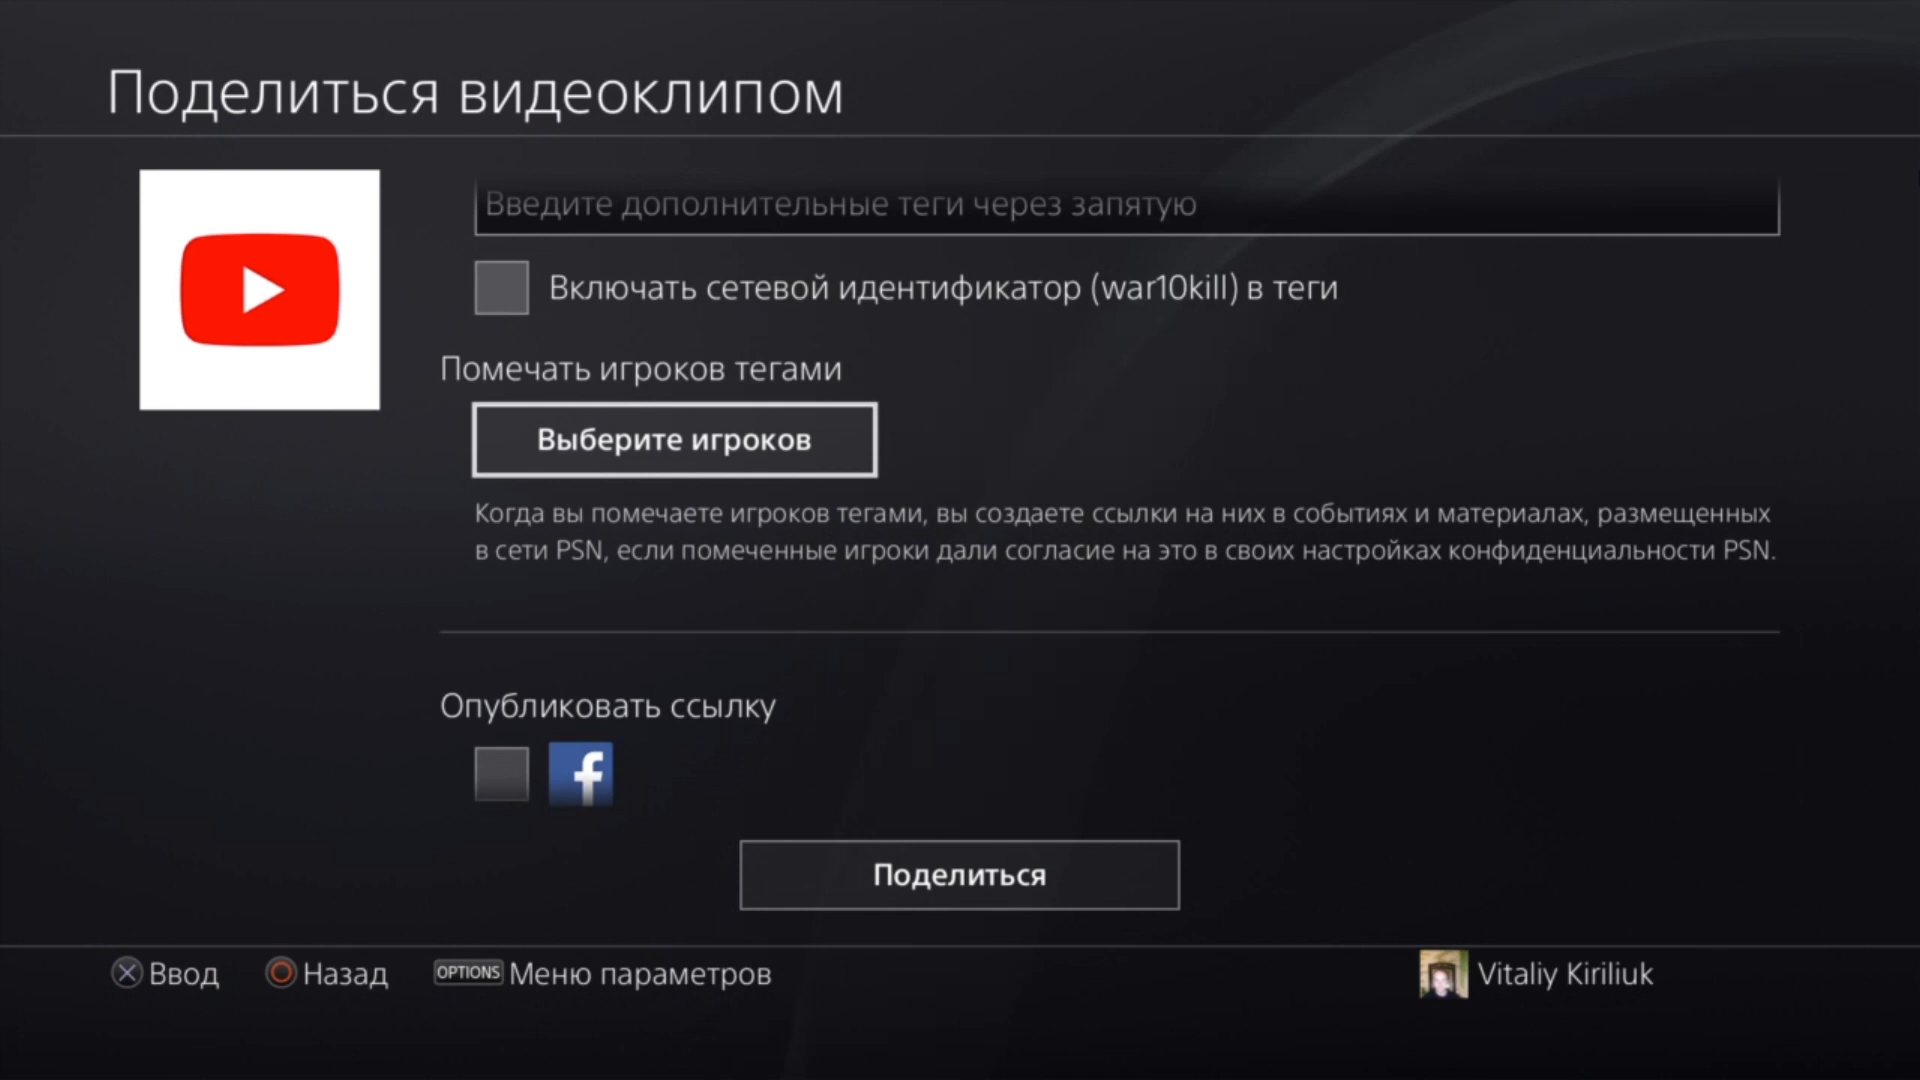 Поделиться видеоклипом
Введите дополнительные теги через запятую
Включать сетевой идентификатор (war10kill) в теги
Помечать игроков тегами
Выберите игроков
Когда вы помечаете игроков тегами, вы создаете ссылки на них в событиях и материалах, размещенных
в сети PSN, если помеченные игроки дали согласие на это в своих настройках конфиденциальности PSN.
Опубликовать ссылку
f
Поделиться
Ввод Назад OPTIONS Меню параметров Vitaliy Kiriliuk